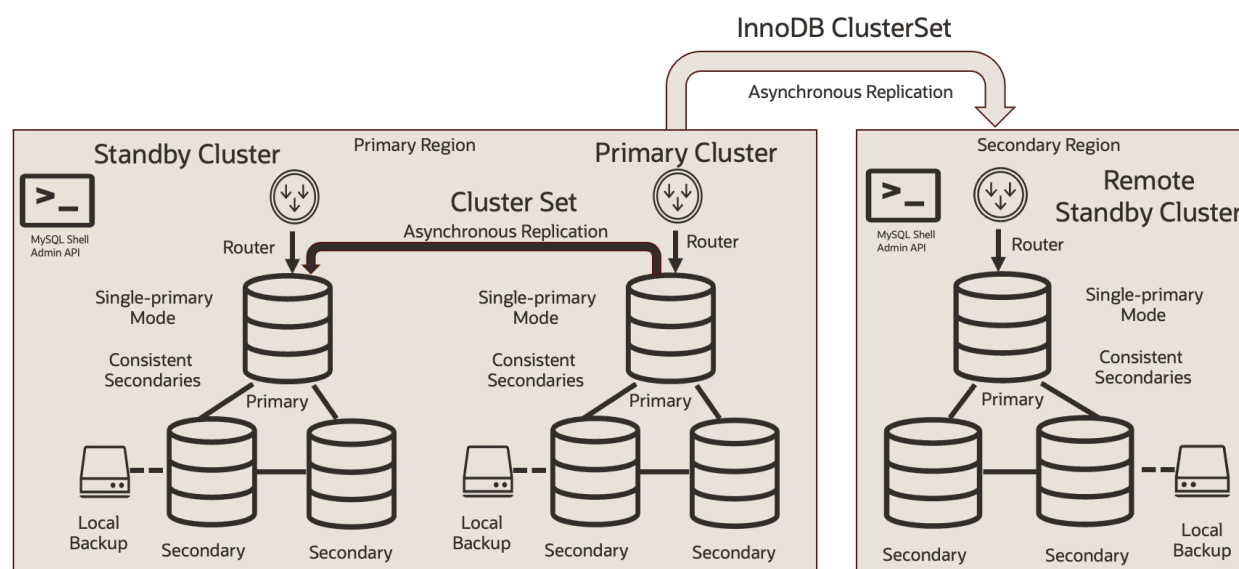 InnoDB ClusterSet
Asynchronous Replication
Primary Region
Standby Cluster
Primary Cluster
>_
MySQL Shell
Admin API
Cluster Set
Asynchronous Replication
Router
Router
Single-primary
Mode
Consistent
Secondaries
Primary
Local
Backup
Secondary
Secondary
Single-primary
Mode
Consistent
Secondaries
Primary
Local
Backup
Secondary
Secondary
Secondary Region
Remote
Standby Cluster
>_
MySQL Shell
Admin API
Router
Single-primary
Mode
Consistent
Secondaries
Primary
Secondary
Secondary
Local
Backup